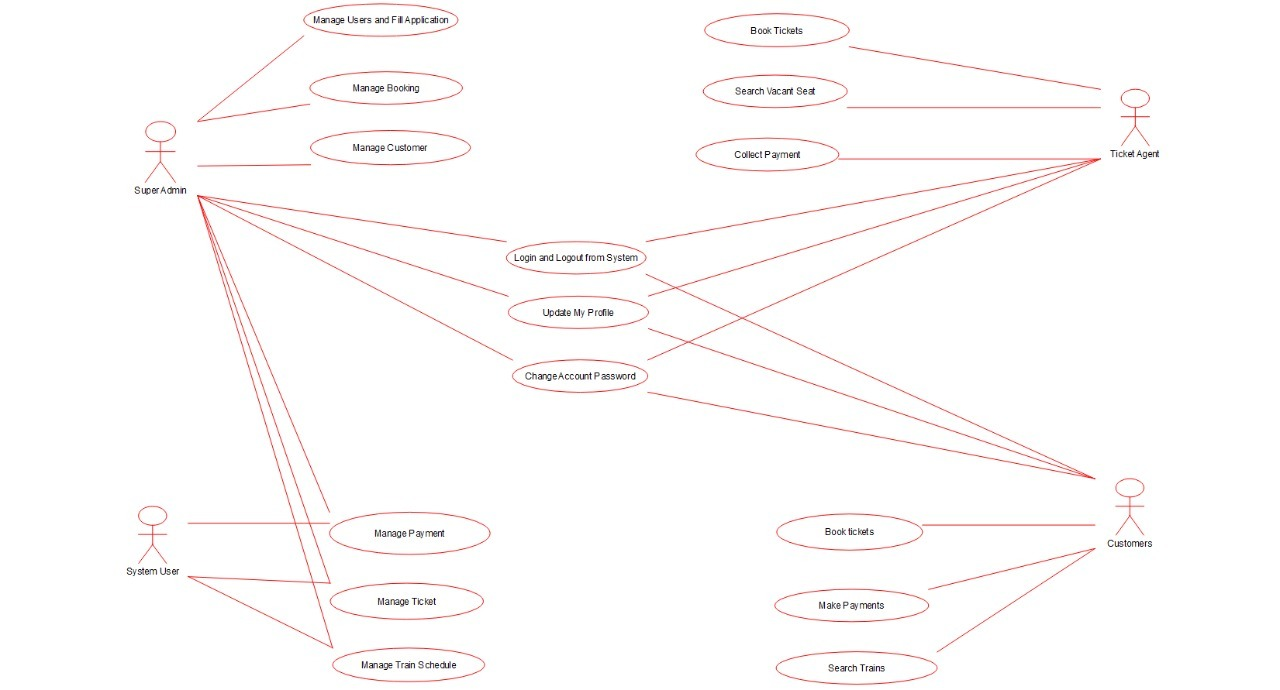 Manage Users and Fill Application
Book Tickets
Manage Booking
Search Vacant Seat
Manage Customer
Collect Payment
Ticket Agent
Super Admin
Login and Logout from System
Update My Profile
Change Account Password
Manage Payment
Book tickets
Customers
System User
Manage Ticket
Make Payments
Manage Train Schedule
Search Trains